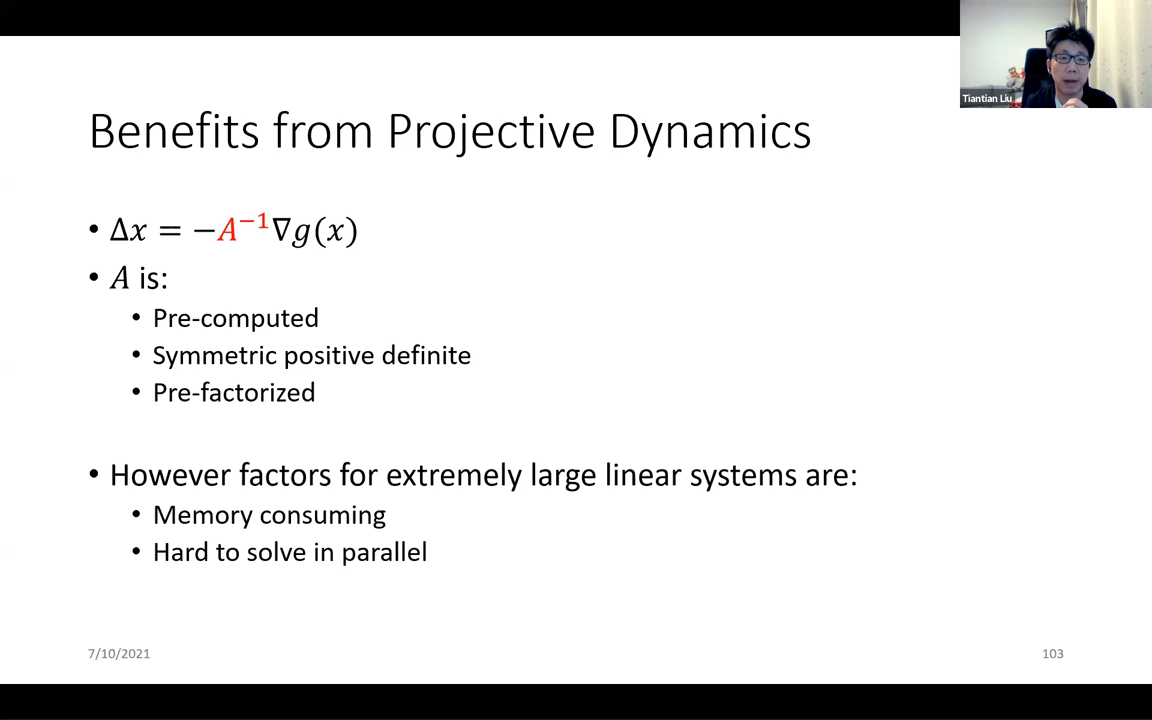 Tiantian Liu
Benefits from Projective Dynamics
• Δx = −A⁻¹∇g(x)
• A is:
• Pre-computed
• Symmetric positive definite
• Pre-factorized
• However factors for extremely large linear systems are:
• Memory consuming
• Hard to solve in parallel
7/10/2021
103